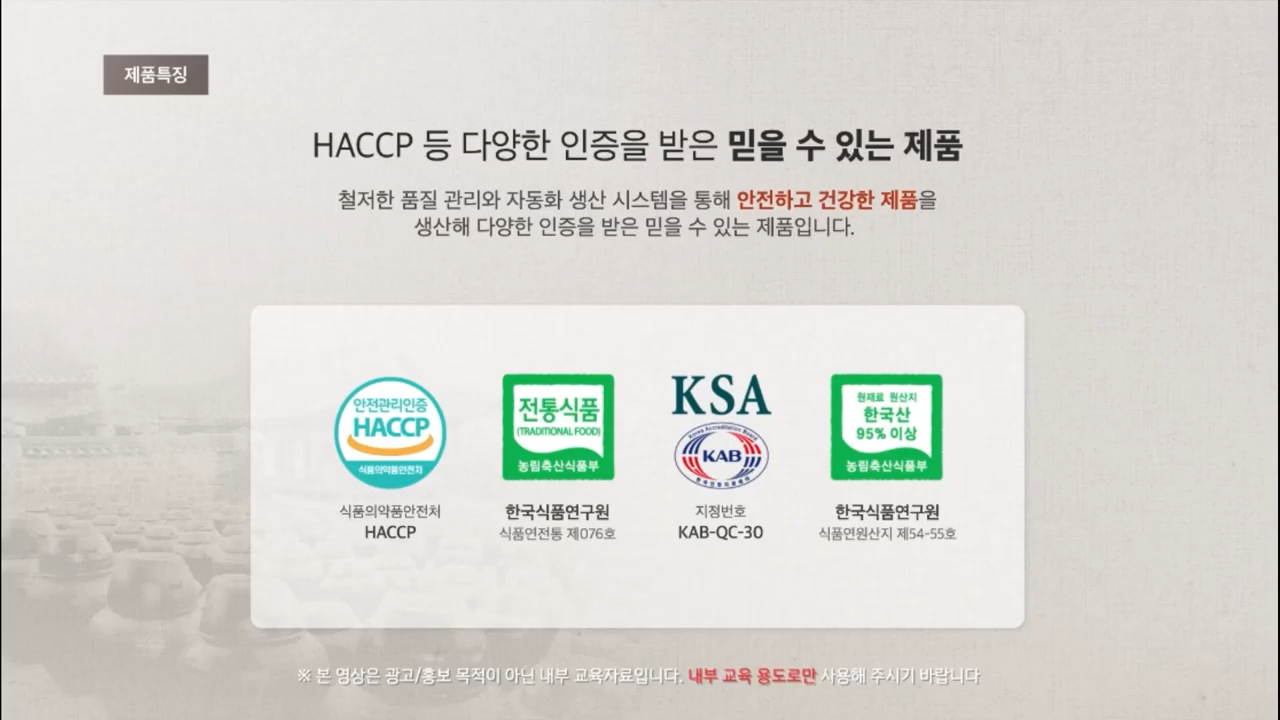 제품특징
HACCP 등 다양한 인증을 받은 믿을 수 있는 제품
철저한 품질 관리와 자동화 생산 시스템을 통해 안전하고 건강한 제품을
생산해 다양한 인증을 받은 믿을 수 있는 제품입니다.
안전관리인증
HACCP
식품의약품안전처
식품의약품안전처
HACCP
전통식품
(TRADITIONAL FOOD)
농림축산식품부
한국식품연구원
식품연전통 제076호
KSA
Korea Accreditation Board
KAB
지정번호
KAB-QC-30
원재료 원산지
한국산
95% 이상
농림축산식품부
한국식품연구원
식품연원산지 제54-55호
※ 본 영상은 광고/홍보 목적이 아닌 내부 교육자료입니다. 내부 교육 용도로만 사용해 주시기 바랍니다